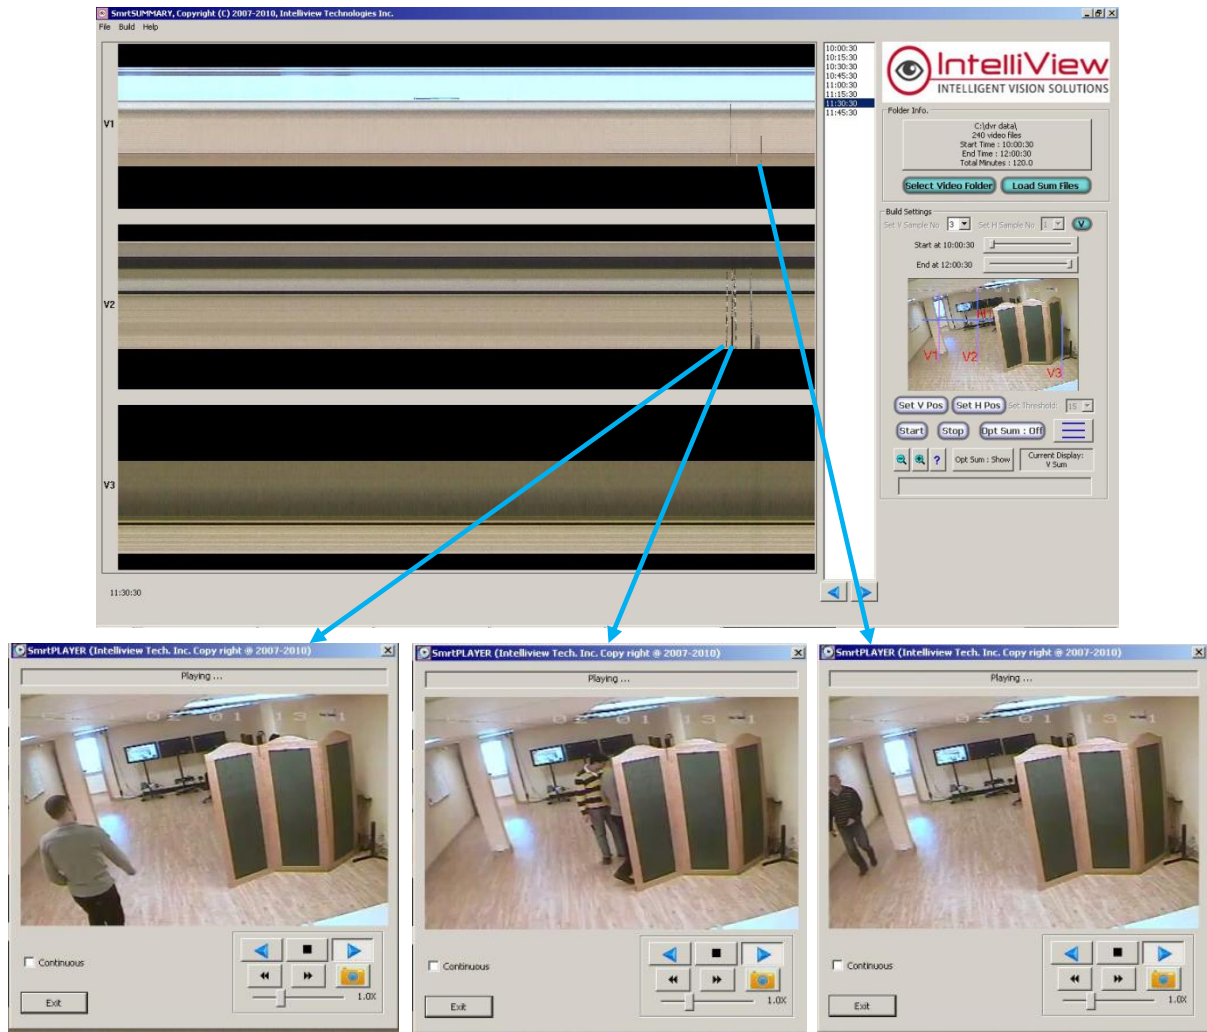 SmrtSUMMARY, Copyright (C) 2007-2010, Intelliview Technologies Inc.
File Build Help
V1
V2
V3
11:30:30
10:00:30
10:15:30
10:30:30
10:45:30
11:00:30
11:15:30
11:30:30
11:45:30
IntelliView
INTELLIGENT VISION SOLUTIONS
Folder Info.
C:\dvr data\
240 video files
Start Time : 10:00:30
End Time : 12:00:30
Total Minutes : 120.0
Select Video Folder
Load Sum Files
Build Settings
Set V Sample No 3 Set H Sample No 1 V
Start at 10:00:30
End at 12:00:30
H1
V1 V2
V3
Set V Pos Set H Pos Set Threshold: 15
Start Stop Opt Sum : Off
? Opt Sum : Show Current Display:
V Sum
SmrtPLAYER (Intelliview Tech. Inc. Copy right @ 2007-2010)
Playing ...
Continuous
Exit
1.0X
SmrtPLAYER (Intelliview Tech. Inc. Copy right @ 2007-2010)
Playing ...
Continuous
Exit
1.0X
SmrtPLAYER (Intelliview Tech. Inc. Copy right @ 2007-2010)
Playing ...
Continuous
Exit
1.0X